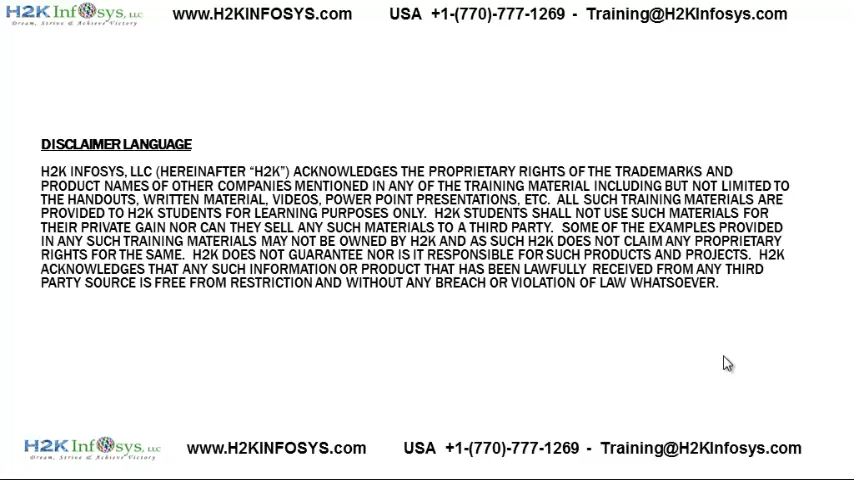 H2K Infosys, LLC www.H2KINFOSYS.com USA +1-(770)-777-1269 - Training@H2KInfosys.com
Dream, Strive & Achieve Victory
DISCLAIMER LANGUAGE
H2K INFOSYS, LLC (HEREINAFTER “H2K”) ACKNOWLEDGES THE PROPRIETARY RIGHTS OF THE TRADEMARKS AND
PRODUCT NAMES OF OTHER COMPANIES MENTIONED IN ANY OF THE TRAINING MATERIAL INCLUDING BUT NOT LIMITED TO
THE HANDOUTS, WRITTEN MATERIAL, VIDEOS, POWER POINT PRESENTATIONS, ETC. ALL SUCH TRAINING MATERIALS ARE
PROVIDED TO H2K STUDENTS FOR LEARNING PURPOSES ONLY. H2K STUDENTS SHALL NOT USE SUCH MATERIALS FOR
THEIR PRIVATE GAIN NOR CAN THEY SELL ANY SUCH MATERIALS TO A THIRD PARTY. SOME OF THE EXAMPLES PROVIDED
IN ANY SUCH TRAINING MATERIALS MAY NOT BE OWNED BY H2K AND AS SUCH H2K DOES NOT CLAIM ANY PROPRIETARY
RIGHTS FOR THE SAME. H2K DOES NOT GUARANTEE NOR IS IT RESPONSIBLE FOR SUCH PRODUCTS AND PROJECTS. H2K
ACKNOWLEDGES THAT ANY SUCH INFORMATION OR PRODUCT THAT HAS BEEN LAWFULLY RECEIVED FROM ANY THIRD
PARTY SOURCE IS FREE FROM RESTRICTION AND WITHOUT ANY BREACH OR VIOLATION OF LAW WHATSOEVER.
H2K Infosys, LLC www.H2KINFOSYS.com USA +1-(770)-777-1269 - Training@H2KInfosys.com
Dream, Strive & Achieve Victory